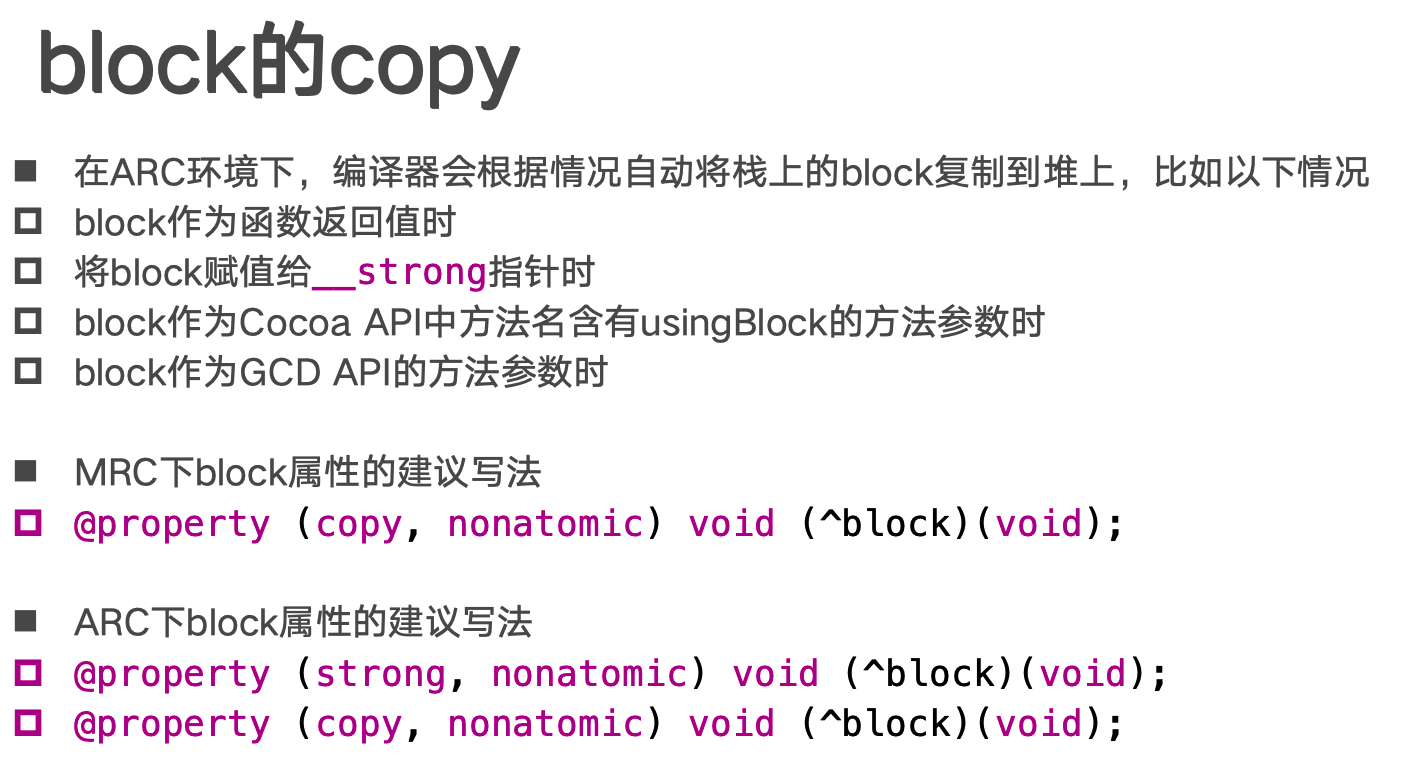 block的copy
■ 在ARC环境下，编译器会根据情况自动将栈上的block复制到堆上，比如以下情况
block作为函数返回值时
将block赋值给__strong指针时
block作为Cocoa API中方法名含有usingBlock的方法参数时
block作为GCD API的方法参数时
■ MRC下block属性的建议写法
@property (copy, nonatomic) void (^block)(void);
■ ARC下block属性的建议写法
@property (strong, nonatomic) void (^block)(void);
@property (copy, nonatomic) void (^block)(void);